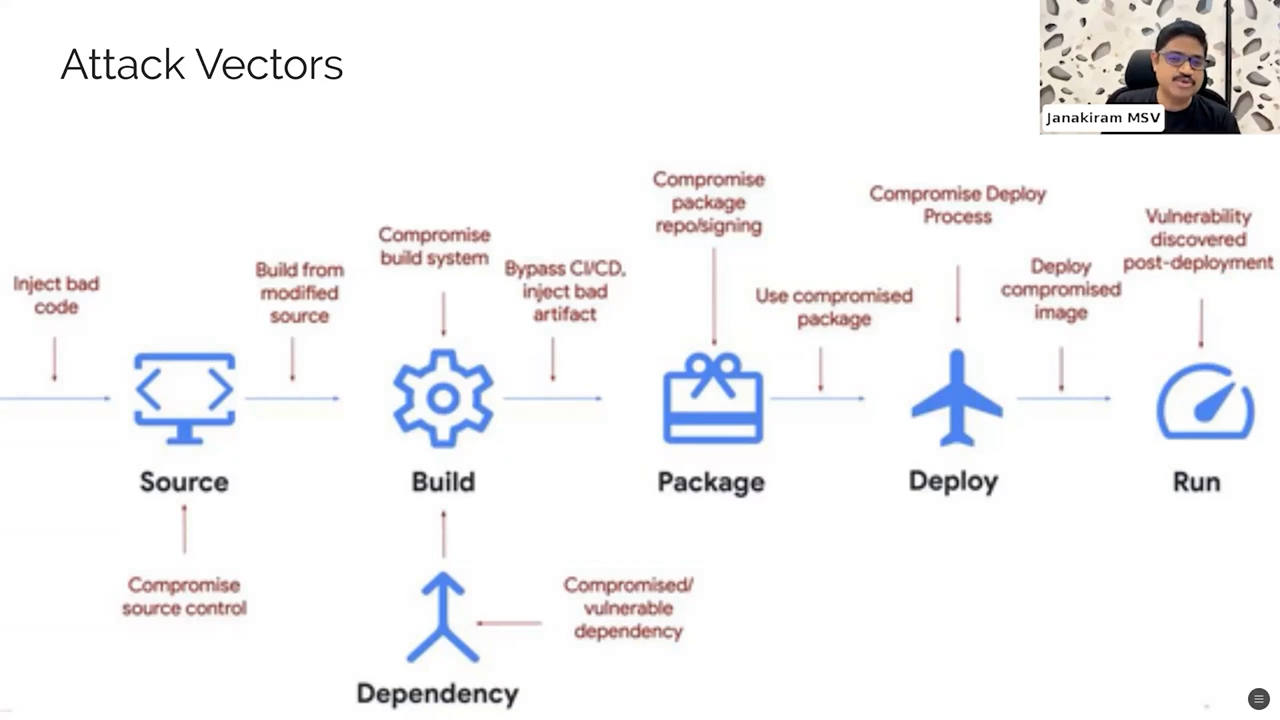 Attack Vectors
Janakiram MSV
Compromise
package
repo/signing
Compromise Deploy
Process
Vulnerability
discovered
post-deployment
Compromise
build system
Inject bad
code
Build from
modified
source
Bypass CI/CD,
inject bad
artifact
Use compromised
package
Deploy
compromised
image
Source
Build
Package
Deploy
Run
Compromise
source control
Compromised/
vulnerable
dependency
Dependency